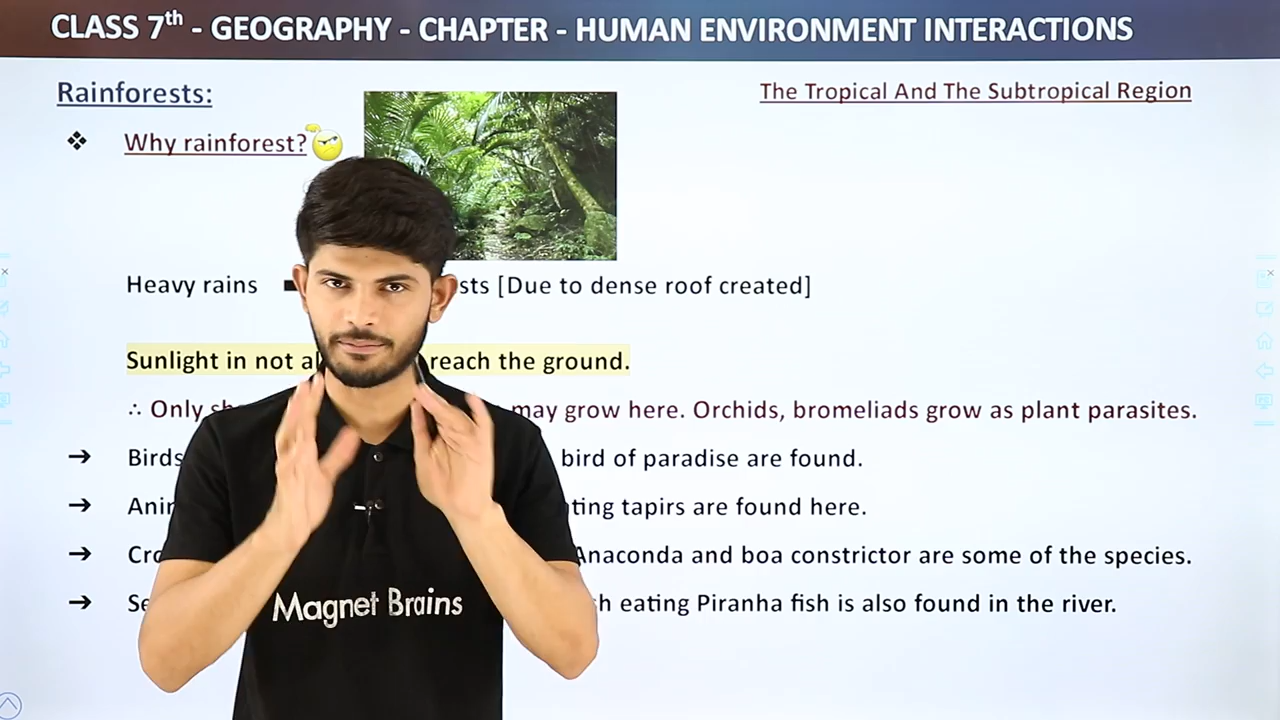 CLASS 7th - GEOGRAPHY - CHAPTER - HUMAN ENVIRONMENT INTERACTIONS
Rainforests:
The Tropical And The Subtropical Region
Why rainforest?
Heavy rains sts [Due to dense roof created]
Sunlight in not al reach the ground.
∴ Only sh may grow here. Orchids, bromeliads grow as plant parasites.
➔ Birds bird of paradise are found.
➔ Ani ting tapirs are found here.
➔ Cro Anaconda and boa constrictor are some of the species.
➔ Se sh eating Piranha fish is also found in the river.
Magnet Brains